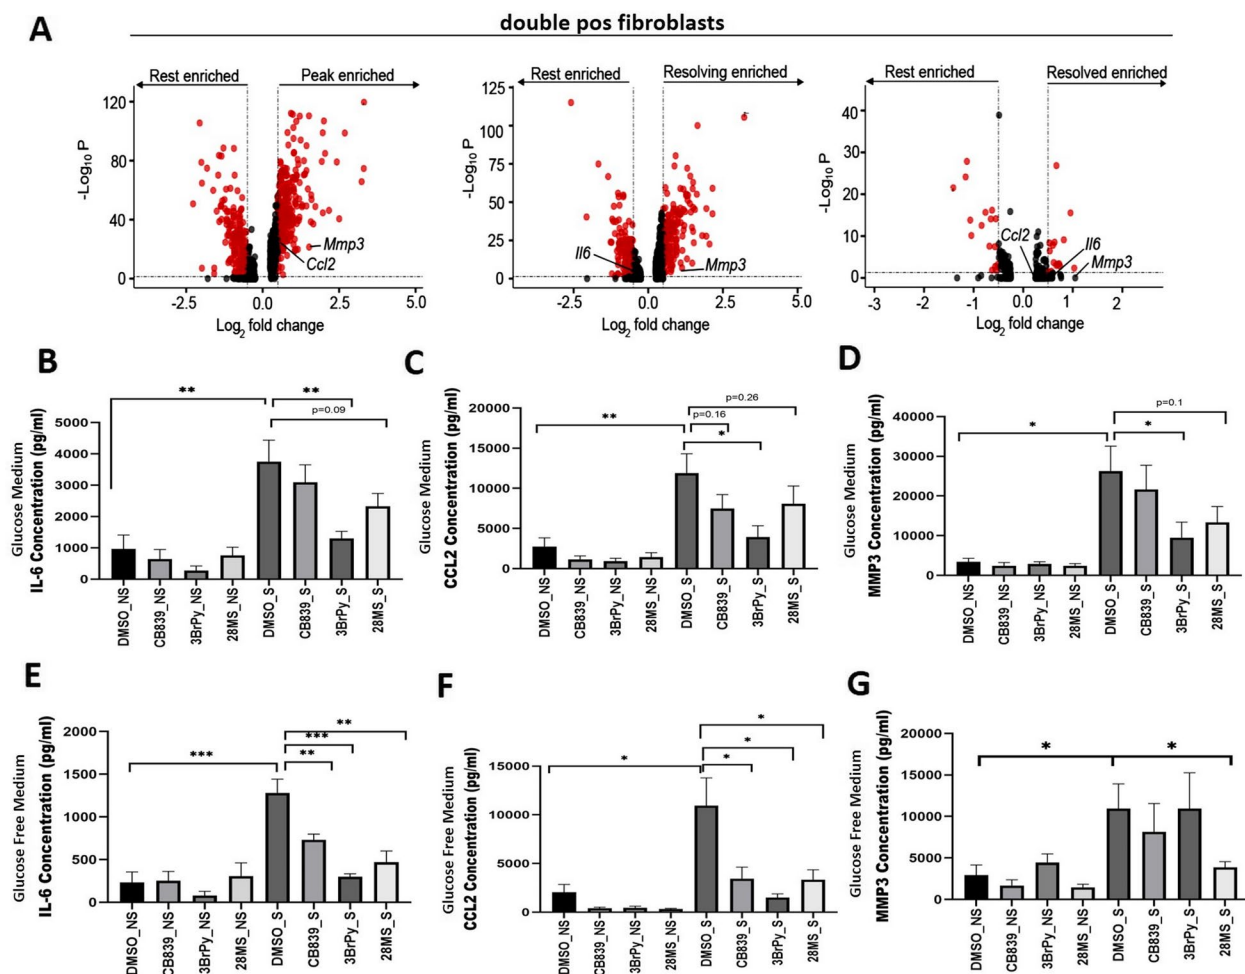 A
double pos fibroblasts
Rest enriched
Peak enriched
-Log10 P
120
80
40
0
Mmp3
Ccl2
-2.5
0.0
2.5
5.0
Log2 fold change
Rest enriched
Resolving enriched
-Log10 P
125
100
75
50
25
0
Il6
Mmp3
-2.5
0.0
2.5
5.0
Log2 fold change
Rest enriched
Resolved enriched
-Log10 P
40
30
20
10
0
Ccl2
Il6
Mmp3
-3
-2
-1
0.0
1
2
Log2 fold change
B
Glucose Medium
IL-6 Concentration (pg/ml)
5000
4000
3000
2000
1000
0
**
**
p=0.09
DMSO_NS
CB839_NS
3BrPy_NS
28MS_NS
DMSO_S
CB839_S
3BrPy_S
28MS_S
C
Glucose Medium
CCL2 Concentration (pg/ml)
20000
15000
10000
5000
0
**
p=0.26
p=0.16
*
DMSO_NS
CB839_NS
3BrPy_NS
28MS_NS
DMSO_S
CB839_S
3BrPy_S
28MS_S
D
Glucose Medium
MMP3 Concentration (pg/ml)
40000
30000
20000
10000
0
*
p=0.1
*
DMSO_NS
CB839_NS
3BrPy_NS
28MS_NS
DMSO_S
CB839_S
3BrPy_S
28MS_S
E
Glucose Free Medium
IL-6 Concentration (pg/ml)
2000
1500
1000
500
0
***
**
***
**
DMSO_NS
CB839_NS
3BrPy_NS
28MS_NS
DMSO_S
CB839_S
3BrPy_S
28MS_S
F
Glucose Free Medium
CCL2 Concentration (pg/ml)
15000
10000
5000
0
*
*
*
*
DMSO_NS
CB839_NS
3BrPy_NS
28MS_NS
DMSO_S
CB839_S
3BrPy_S
28MS_S
G
Glucose Free Medium
MMP3 Concentration (pg/ml)
20000
15000
10000
5000
0
*
*
DMSO_NS
CB839_NS
3BrPy_NS
28MS_NS
DMSO_S
CB839_S
3BrPy_S
28MS_S